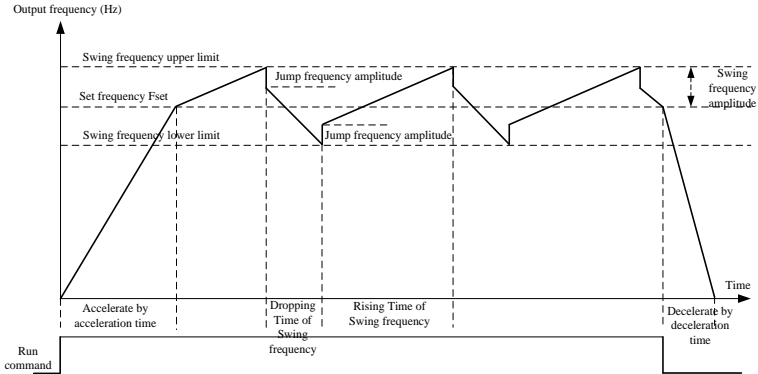 Output frequency (Hz)
Swing frequency upper limit
Jump frequency amplitude
Swing
frequency
amplitude
Set frequency Fset
Swing frequency lower limit
Jump frequency amplitude
Time
Accelerate by
acceleration time
Dropping
Time of
Swing
frequency
Rising Time of
Swing frequency
Decelerate by
deceleration
time
Run
command